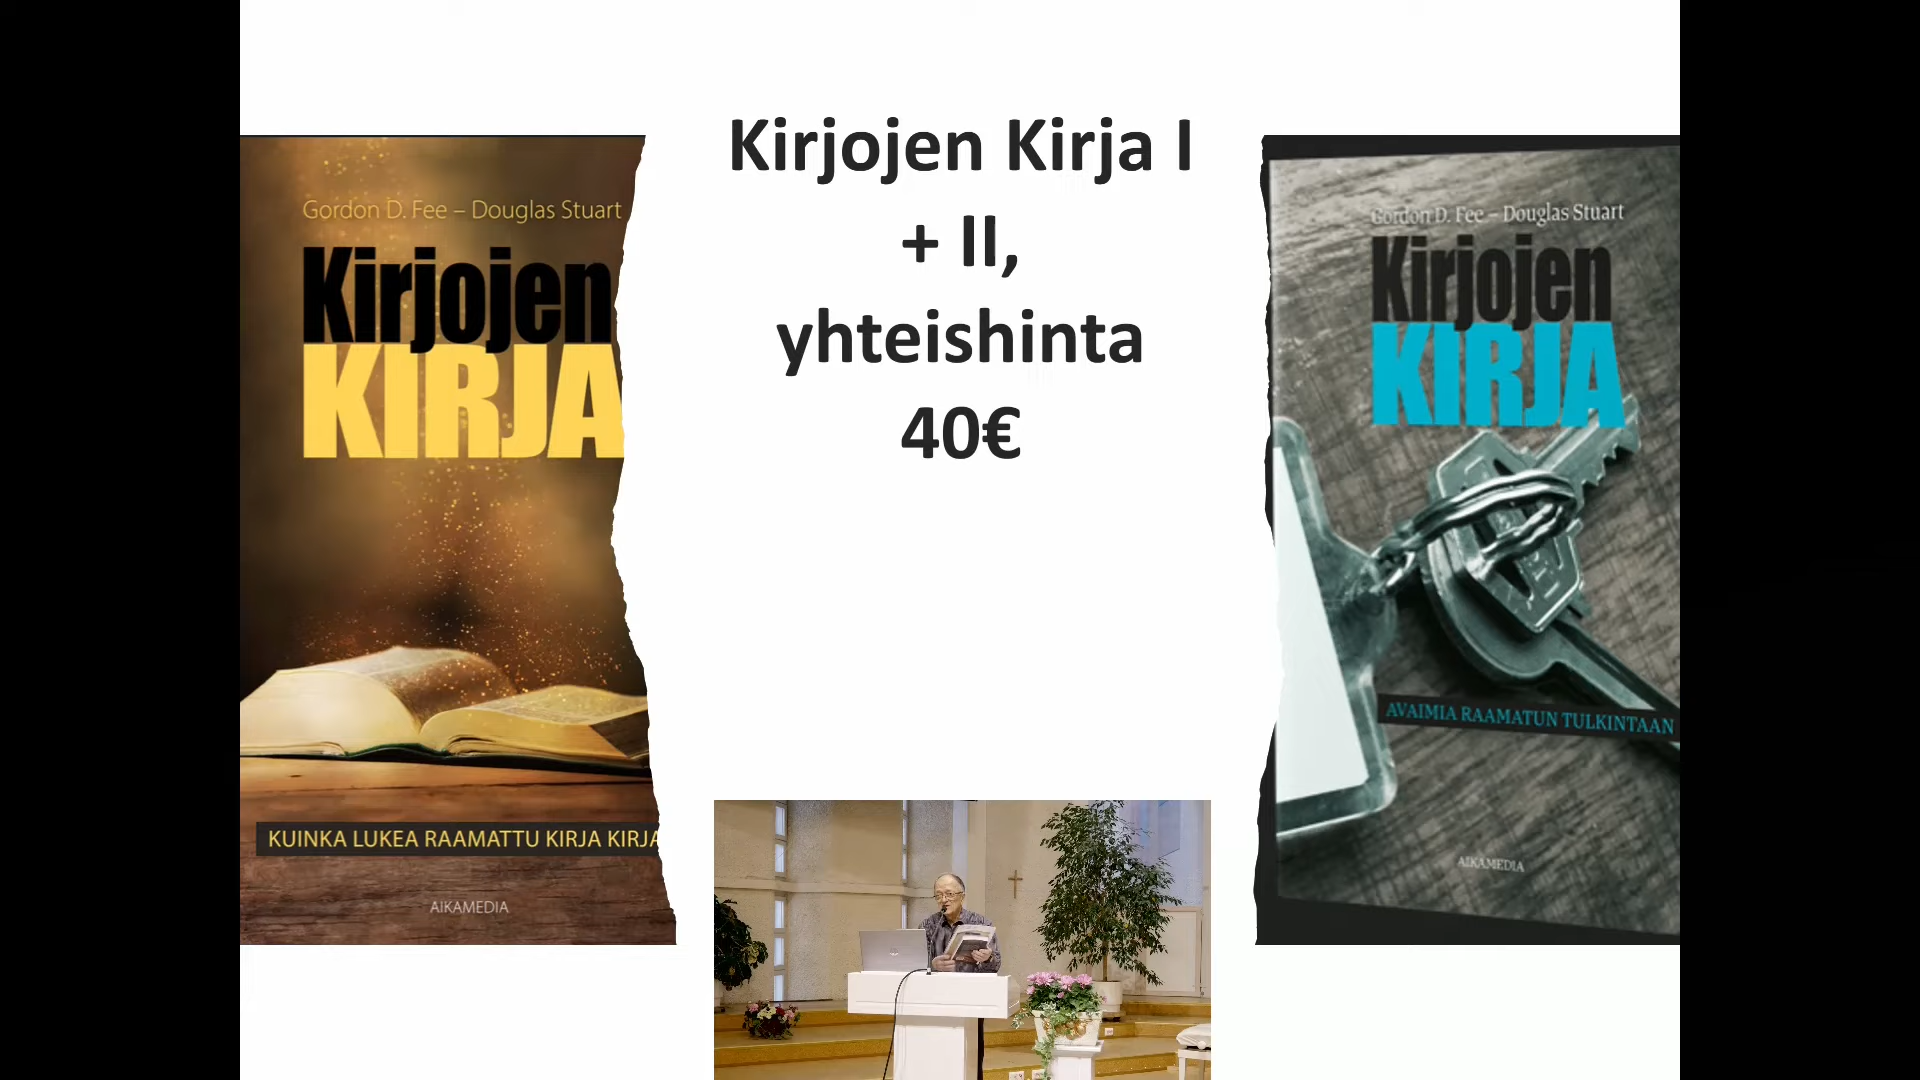 Gordon D. Fee – Douglas Stuart
Kirjojen
KIRJA
KUINKA LUKEA RAAMATTU KIRJA KIRJA
AIKAMEDIA
Kirjojen Kirja I
+ II,
yhteishinta
40€
Gordon D. Fee – Douglas Stuart
Kirjojen
KIRJA
AVAIMIA RAAMATUN TULKINTAAN
AIKAMEDIA